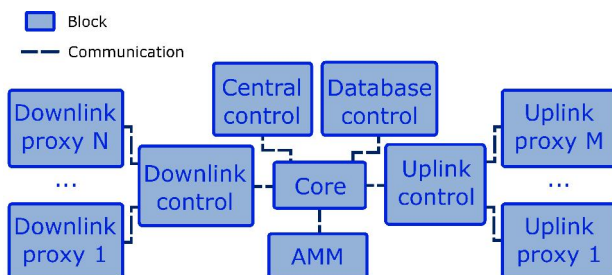 Block
Communication
Central
control
Database
control
Downlink
proxy N
Uplink
proxy M
...
...
Downlink
control
Core
Uplink
control
Downlink
proxy 1
AMM
Uplink
proxy 1